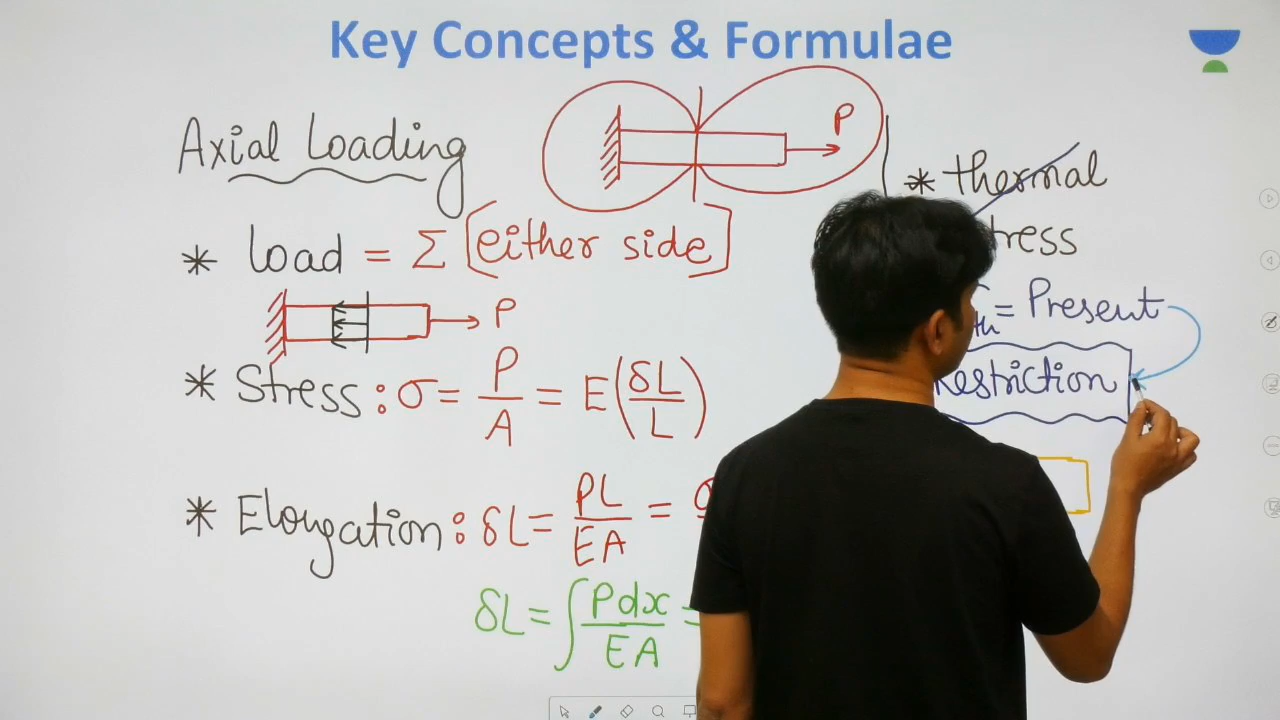 Key Concepts & Formulae
Axial Loading
P
* load = Σ [either side]
P
* Stress : σ = P/A = E(δL/L)
* Elongation : δL = PL/EA =
δL = ∫ Pdx/EA =
* thermal
stress
th = Present
Restriction